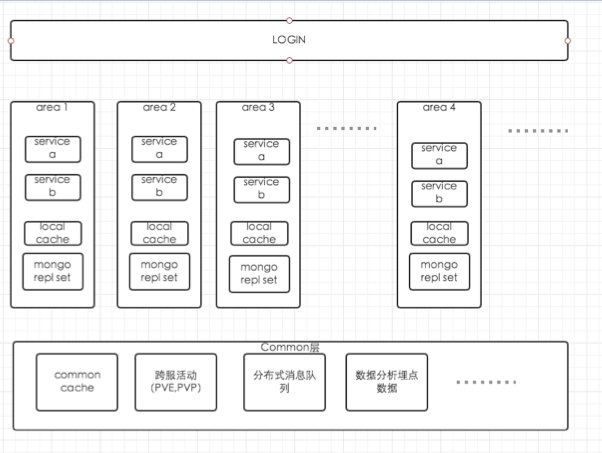 LOGIN
area 1
area 2
area 3
area 4
service
a
service
a
service
a
service
a
service
b
service
b
service
b
service
b
local
cache
local
cache
local
cache
local
cache
mongo
repl set
mongo
repl set
mongo
repl set
mongo
repl set
Common层
common
cache
跨服活动
(PVE,PVP)
分布式消息队
列
数据分析埋点
数据